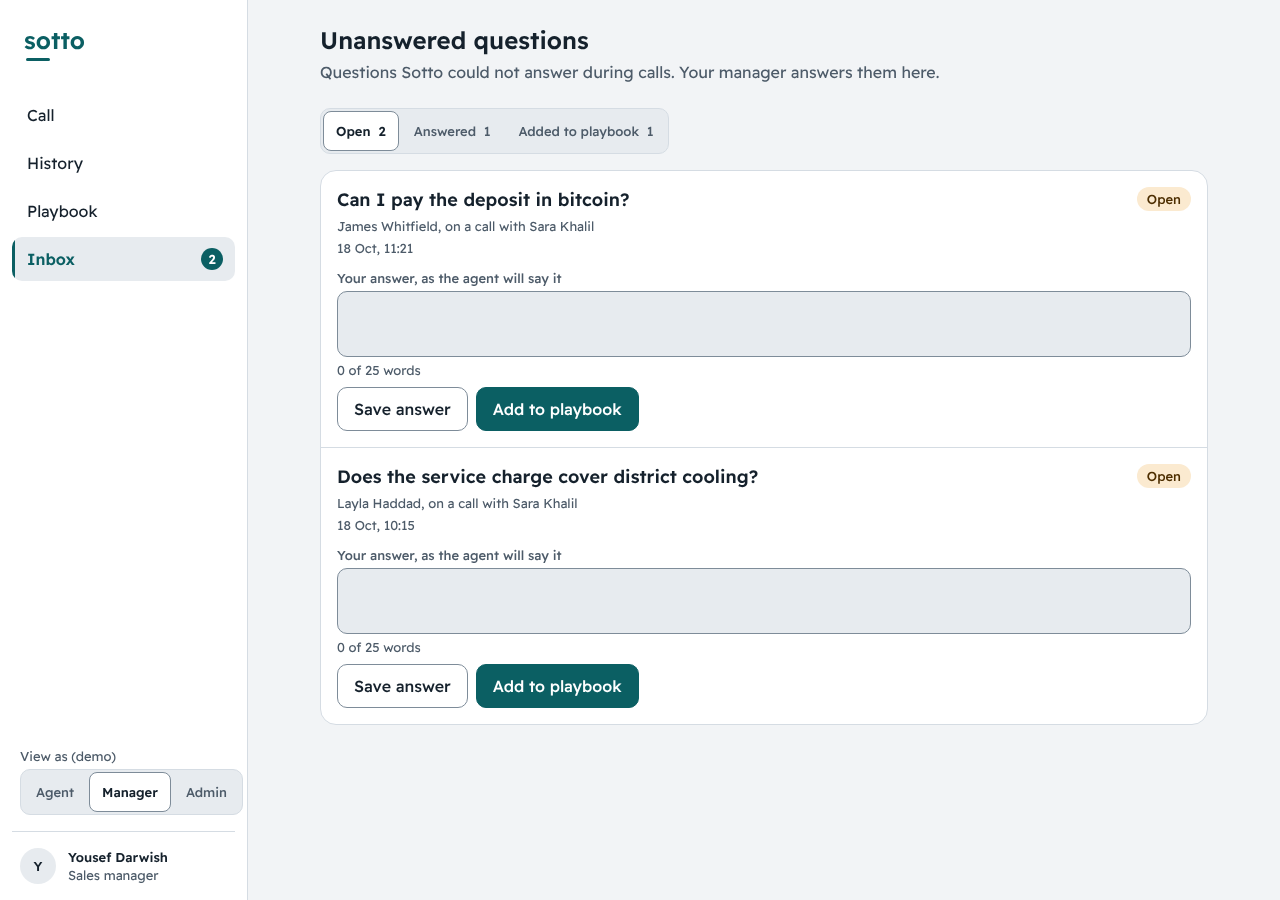 sotto
Call
History
Playbook
Inbox 2
View as (demo)
Agent Manager Admin
Y
Yousef Darwish
Sales manager
Unanswered questions
Questions Sotto could not answer during calls. Your manager answers them here.
Open 2 Answered 1 Added to playbook 1
Can I pay the deposit in bitcoin? Open
James Whitfield, on a call with Sara Khalil
18 Oct, 11:21
Your answer, as the agent will say it
0 of 25 words
Save answer Add to playbook
Does the service charge cover district cooling? Open
Layla Haddad, on a call with Sara Khalil
18 Oct, 10:15
Your answer, as the agent will say it
0 of 25 words
Save answer Add to playbook